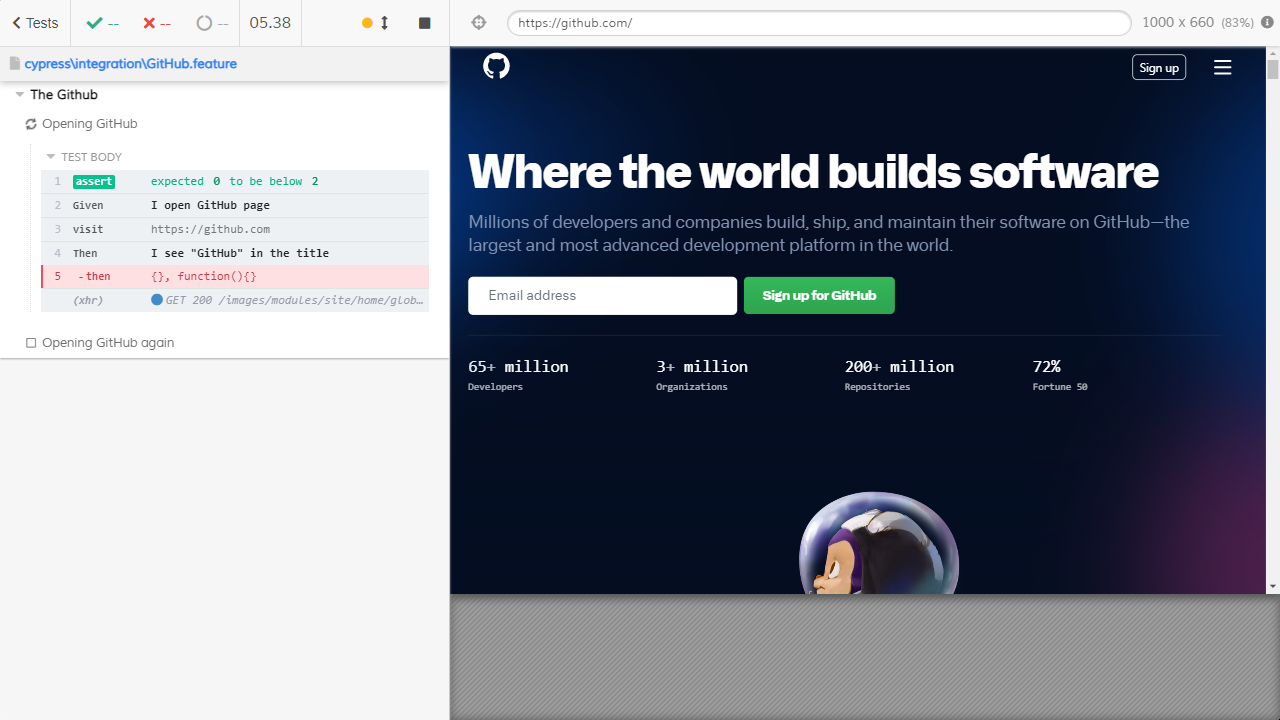 Tests
--
--
--
05.38
https://github.com/
1000 x 660 (83%)
cypress\integration\GitHub.feature
The Github
Opening GitHub
TEST BODY
1 assert expected 0 to be below 2
2 Given I open GitHub page
3 visit https://github.com
4 Then I see "GitHub" in the title
5 -then {}, function(){}
(xhr) GET 200 /images/modules/site/home/glob…
Opening GitHub again
Sign up
Where the world builds software
Millions of developers and companies build, ship, and maintain their software on GitHub—the
largest and most advanced development platform in the world.
Email address
Sign up for GitHub
65+ million
Developers
3+ million
Organizations
200+ million
Repositories
72%
Fortune 50